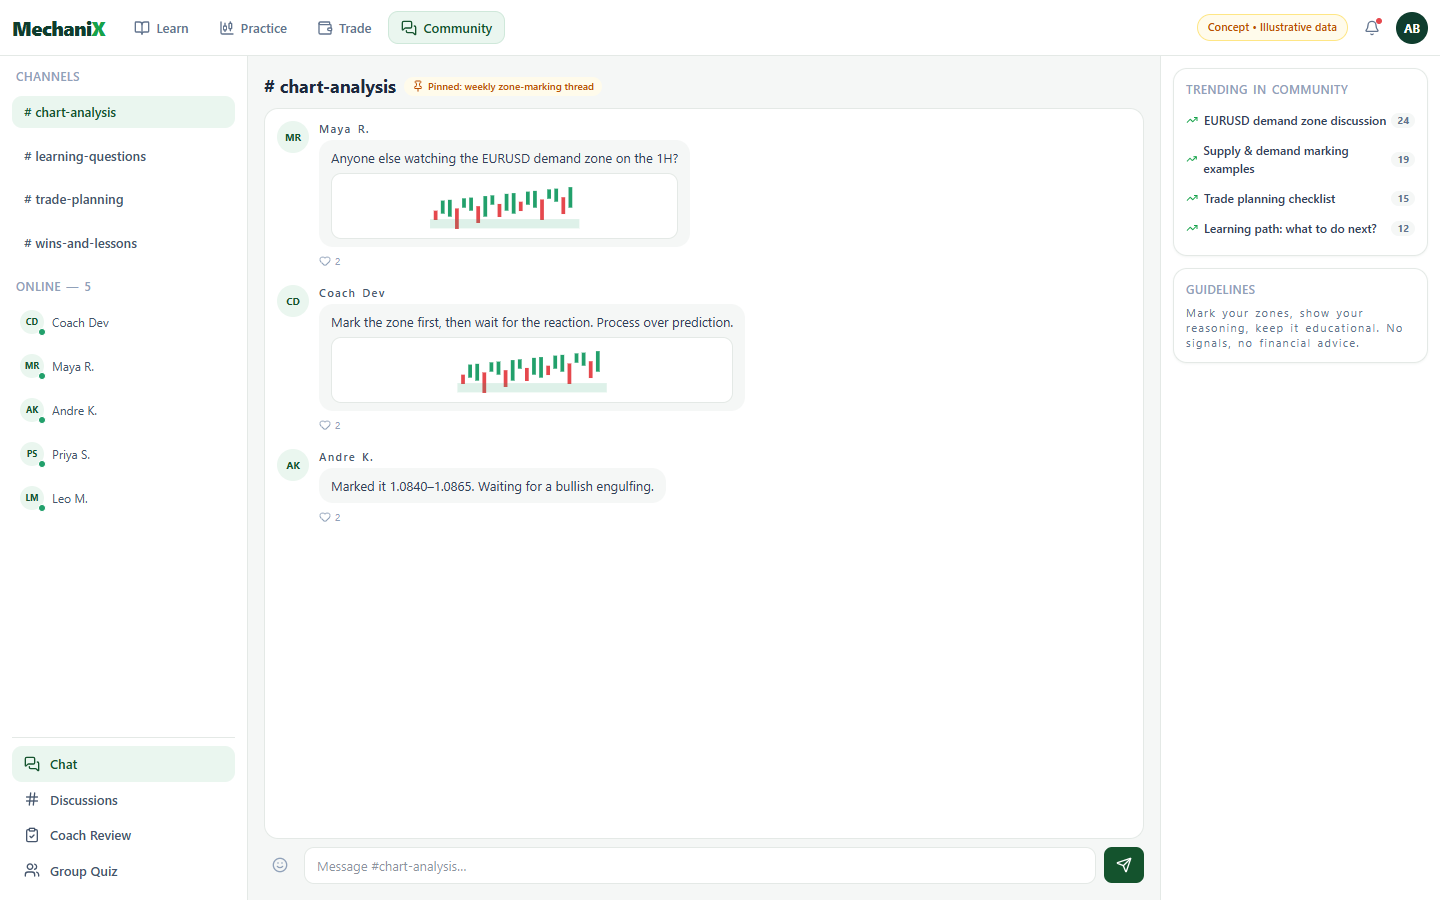 MechaniX
Learn
Practice
Trade
Community
Concept • Illustrative data
AB
CHANNELS
# chart-analysis
# learning-questions
# trade-planning
# wins-and-lessons
ONLINE — 5
CD Coach Dev
MR Maya R.
AK Andre K.
PS Priya S.
LM Leo M.
Chat
Discussions
Coach Review
Group Quiz
# chart-analysis
Pinned: weekly zone-marking thread
MR
Maya R.
Anyone else watching the EURUSD demand zone on the 1H?
2
CD
Coach Dev
Mark the zone first, then wait for the reaction. Process over prediction.
2
AK
Andre K.
Marked it 1.0840–1.0865. Waiting for a bullish engulfing.
2
Message #chart-analysis...
TRENDING IN COMMUNITY
EURUSD demand zone discussion 24
Supply & demand marking
examples 19
Trade planning checklist 15
Learning path: what to do next? 12
GUIDELINES
Mark your zones, show your
reasoning, keep it educational. No
signals, no financial advice.